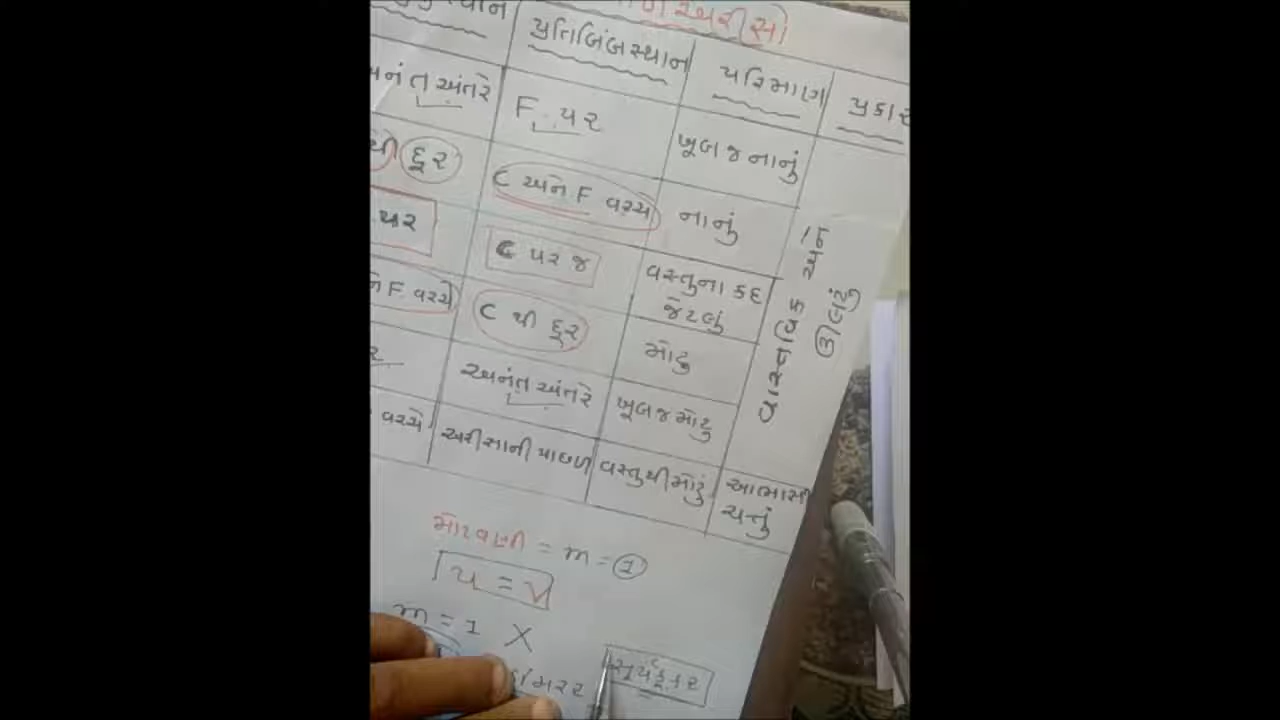 અરીસો
સ્થાન પ્રતિબિંબસ્થાન પરિમાણ પ્રકાર
અનંત અંતરે F પર ખૂબ જ નાનું
થી દૂર C અને F વચ્ચે નાનું
પર C પર જ વસ્તુના કદ જેટલું
F વચ્ચે C થી દૂર મોટુ
અનંત અંતરે ખૂબ જ મોટુ
વાસ્તવિક અને
ઊલટું
વચ્ચે અરીસાની પાછળ વસ્તુથી મોટું આભાસી ચત્તું
મોટવણી = m = 1
u = v
m = 1 X
સૂર્યકૂકર